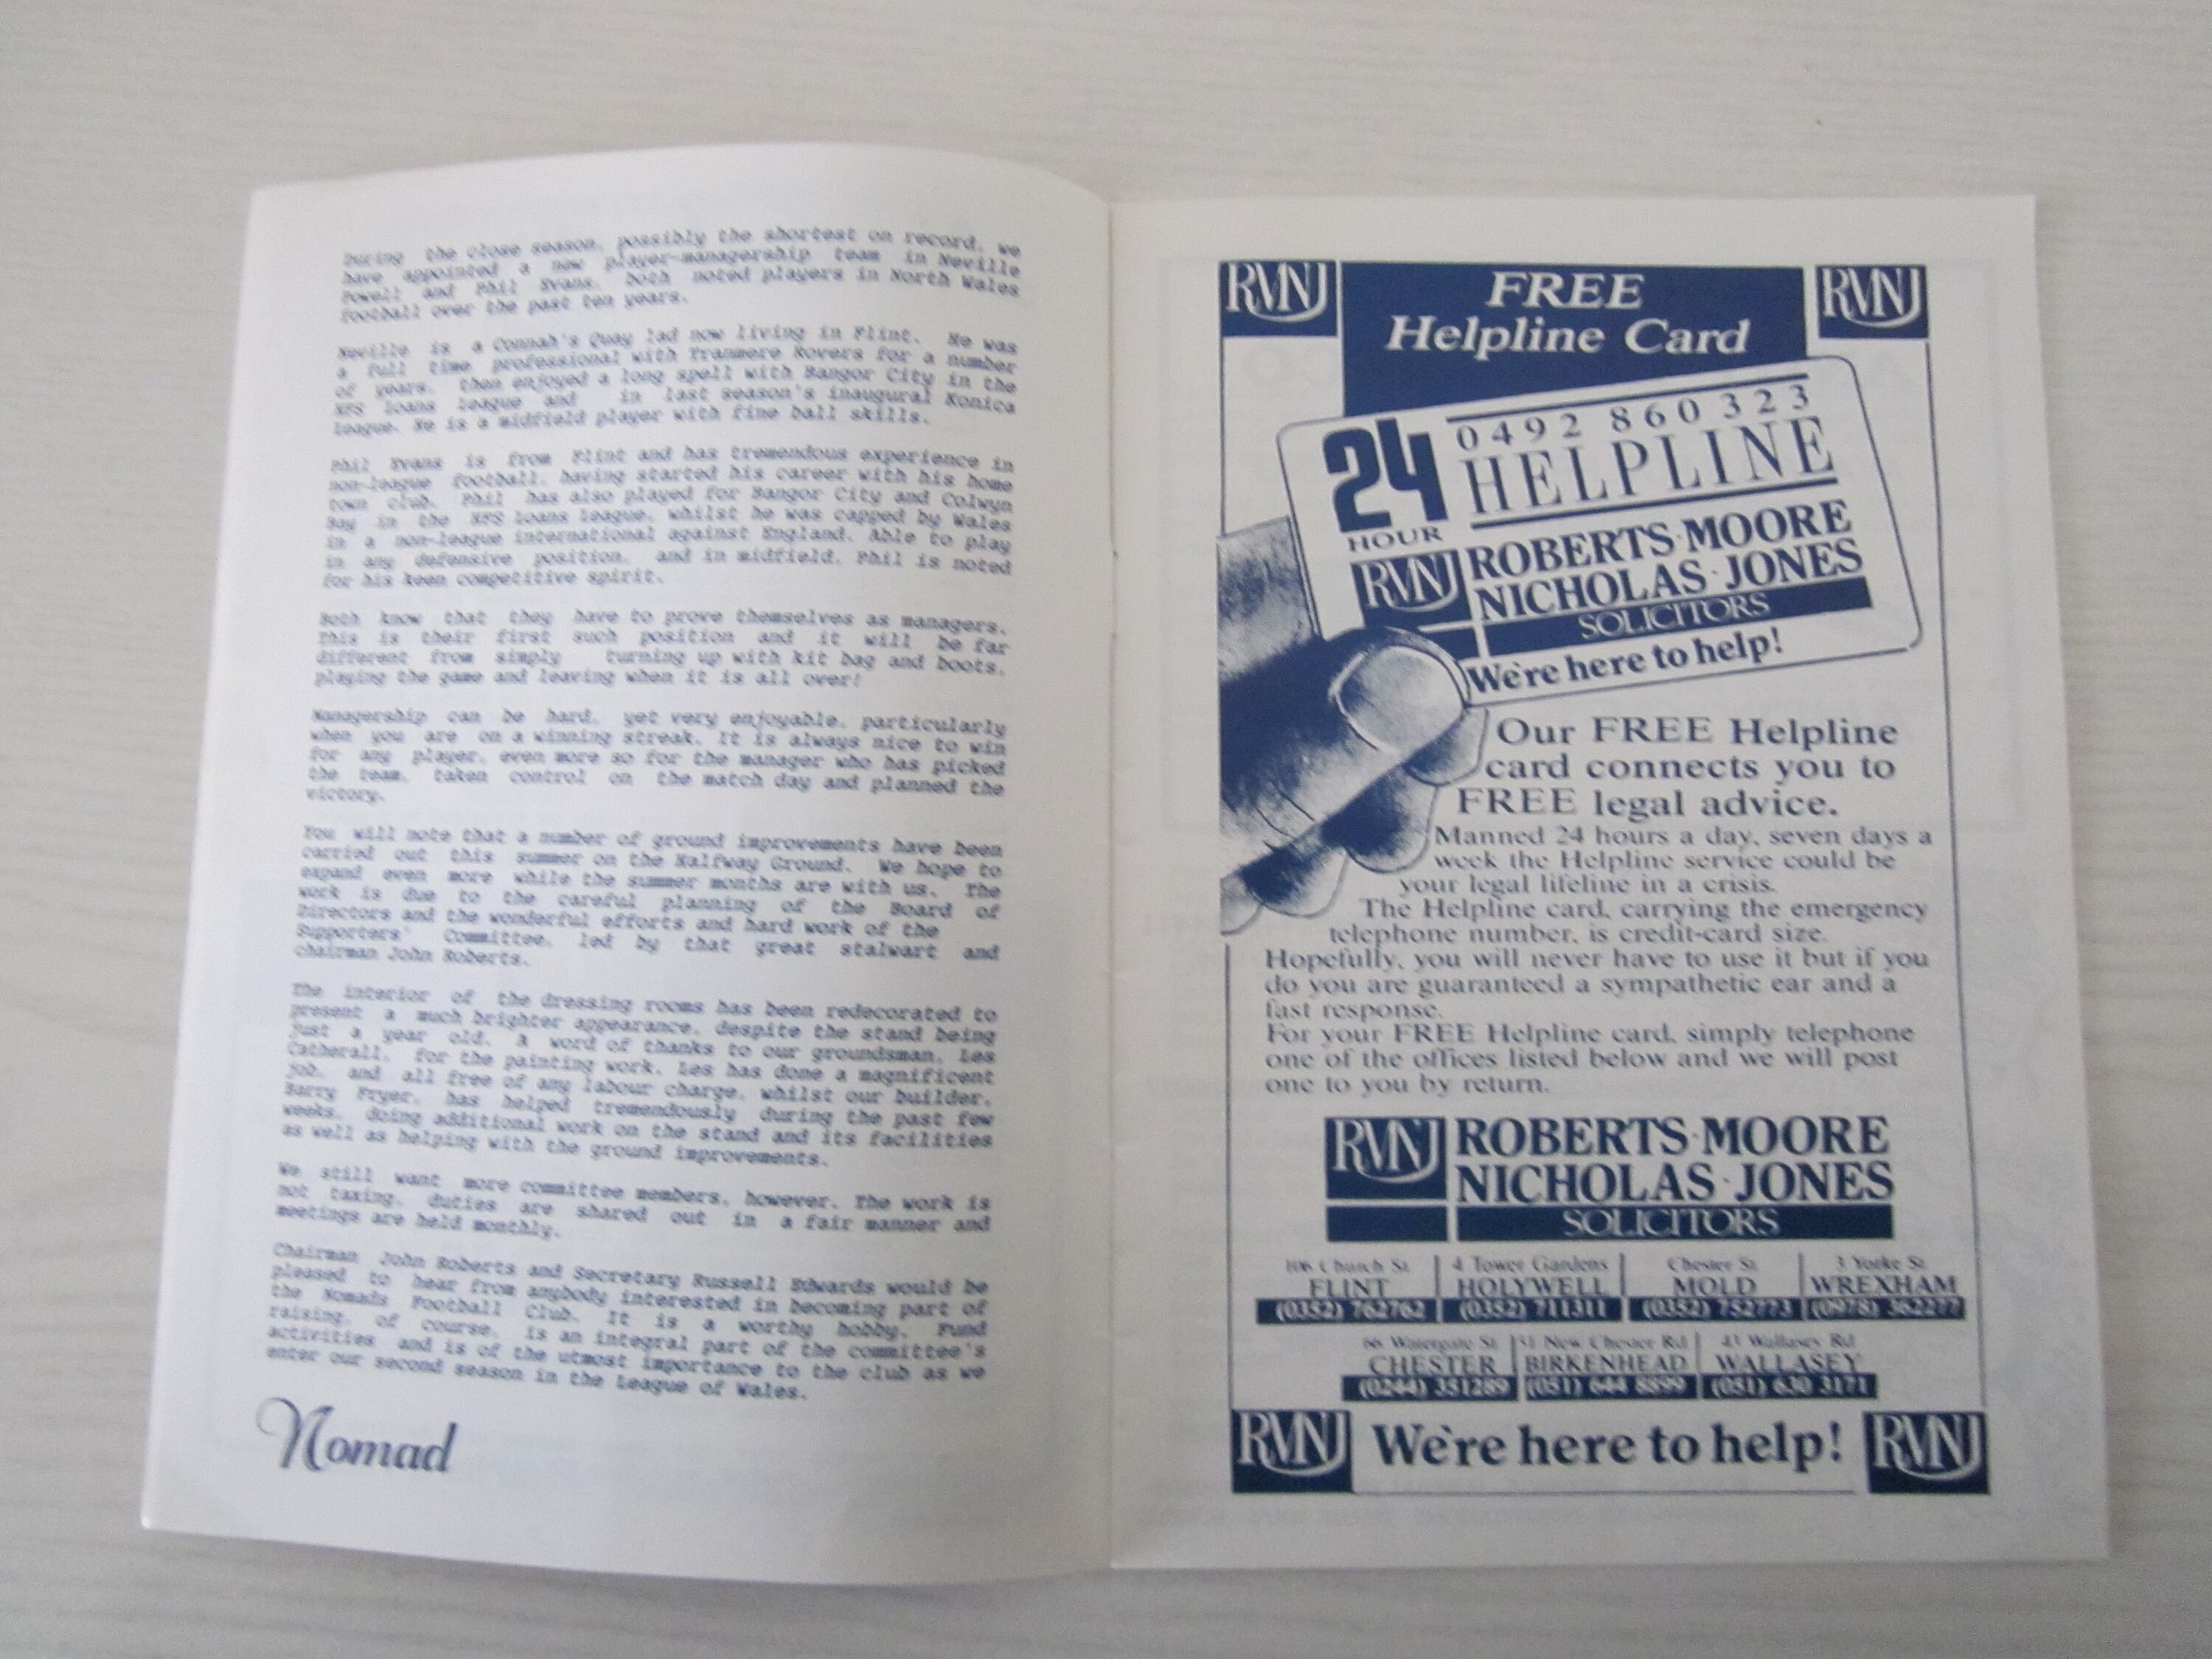 During the close season, possibly the shortest on record, we
have appointed a new player-managership team in Neville
Powell and Phil Evans, both noted players in North Wales
football over the past ten years.
Neville is a Connah's Quay lad now living in Flint. He was
a full time professional with Tranmere Rovers for a number
of years, then enjoyed a long spell with Bangor City in the
HFS Loans League and in last season's inaugural Konica
League. He is a midfield player with fine ball skills.
Phil Evans is from Flint and has tremendous experience in
non-league football, having started his career with his home
town club. Phil has also played for Bangor City and Colwyn
Bay in the HFS Loans League, whilst he was capped by Wales
in a non-league international against England. Able to play
in any defensive position, and in midfield, Phil is noted
for his keen competitive spirit.
Both know that they have to prove themselves as managers.
This is their first such position and it will be far
different from simply turning up with kit bag and boots,
playing the game and leaving when it is all over!
Managership can be hard, yet very enjoyable, particularly
when you are on a winning streak. It is always nice to win
for any player, even more so for the manager who has picked
the team, taken control on the match day and planned the
victory.
You will note that a number of ground improvements have been
carried out this summer on the Halfway Ground. We hope to
expand even more while the summer months are with us. The
work is due to the careful planning of the Board of
Directors and the wonderful efforts and hard work of the
Supporters' Committee, led by that great stalwart and
chairman John Roberts.
The interior of the dressing rooms has been redecorated to
present a much brighter appearance, despite the stand being
just a year old. A word of thanks to our groundsman, Les
Catherall, for the painting work. Les has done a magnificent
job, and all free of any labour charge, whilst our builder,
Barry Fryer, has helped tremendously during the past few
weeks, doing additional work on the stand and its facilities
as well as helping with the ground improvements.
We still want more committee members, however. The work is
not taxing, duties are shared out in a fair manner and
meetings are held monthly.
Chairman John Roberts and Secretary Russell Edwards would be
pleased to hear from anybody interested in becoming part of
the Nomads Football Club. It is a worthy hobby. Fund
raising, of course, is an integral part of the committee's
activities and is of the utmost importance to the club as we
enter our second season in the League of Wales.
Nomad
RMNJ
FREE
Helpline Card
RMNJ
24
HOUR
0492 860 323
HELPLINE
RMNJ
ROBERTS·MOORE
NICHOLAS·JONES
SOLICITORS
We're here to help!
Our FREE Helpline
card connects you to
FREE legal advice.
Manned 24 hours a day, seven days a
week the Helpline service could be
your legal lifeline in a crisis.
The Helpline card, carrying the emergency
telephone number, is credit-card size.
Hopefully, you will never have to use it but if you
do you are guaranteed a sympathetic ear and a
fast response.
For your FREE Helpline card, simply telephone
one of the offices listed below and we will post
one to you by return.
RMNJ
ROBERTS·MOORE
NICHOLAS·JONES
SOLICITORS
106 Church St. 4 Tower Gardens Chester St. 3 Yorke St.
FLINT HOLYWELL MOLD WREXHAM
(0352) 762762 (0352) 711311 (0352) 752773 (0978) 362277
66 Watergate St. 51 New Chester Rd 43 Wallasey Rd
CHESTER BIRKENHEAD WALLASEY
(0244) 351289 (051) 644 8899 (051) 630 3171
RMNJ We're here to help! RMNJ